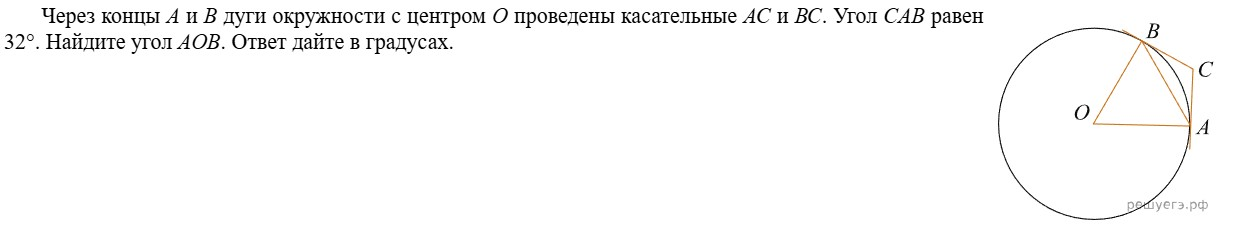 Через концы A и B дуги окружности с центром O проведены касательные AC и BC. Угол CAB равен
32°. Найдите угол AOB. Ответ дайте в градусах.
B
C
O
A
решуегэ.рф